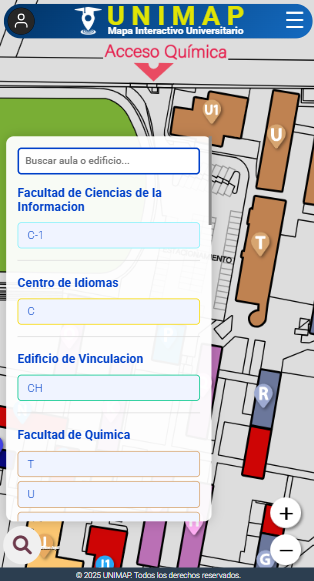 UNIMAP
Mapa Interactivo Universitario
Acceso Química
U1
U
Buscar aula o edificio...
Facultad de Ciencias de la
Informacion
C-1
T
Centro de Idiomas
C
Edificio de Vinculacion
CH
R
Facultad de Quimica
T
U
+
−
I1
G
© 2025 UNIMAP. Todos los derechos reservados.